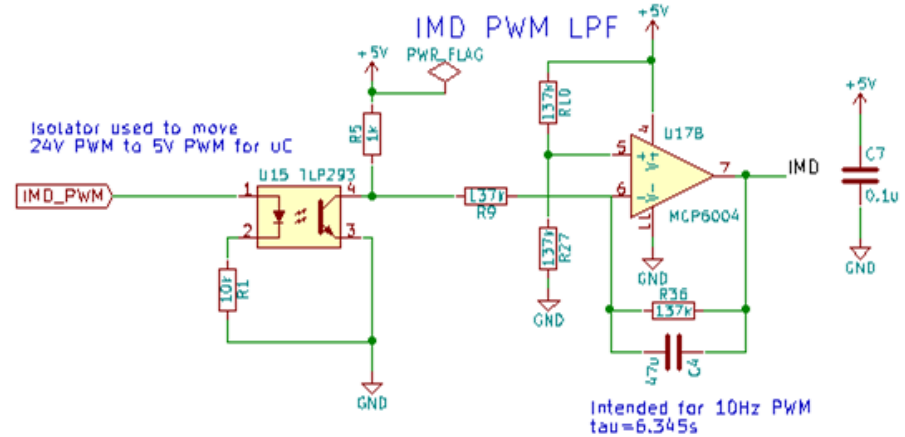 IMD PWM LPF
+5V
+5V
PWR_FLAG
+5V
137k
R10
Isolator used to move
24V PWM to 5V PWM for uC
R5
1k
U17B
4
U15 TLP293
5
+
V+
7
IMD
C7
0.1u
IMD_PWM
1
4
137k
R9
6
-
V-
MCP6004
2
3
11
10k
R1
137k
R27
GND
GND
GND
R36
137k
47u
C4
GND
Intended for 10Hz PWM
tau=6.345s